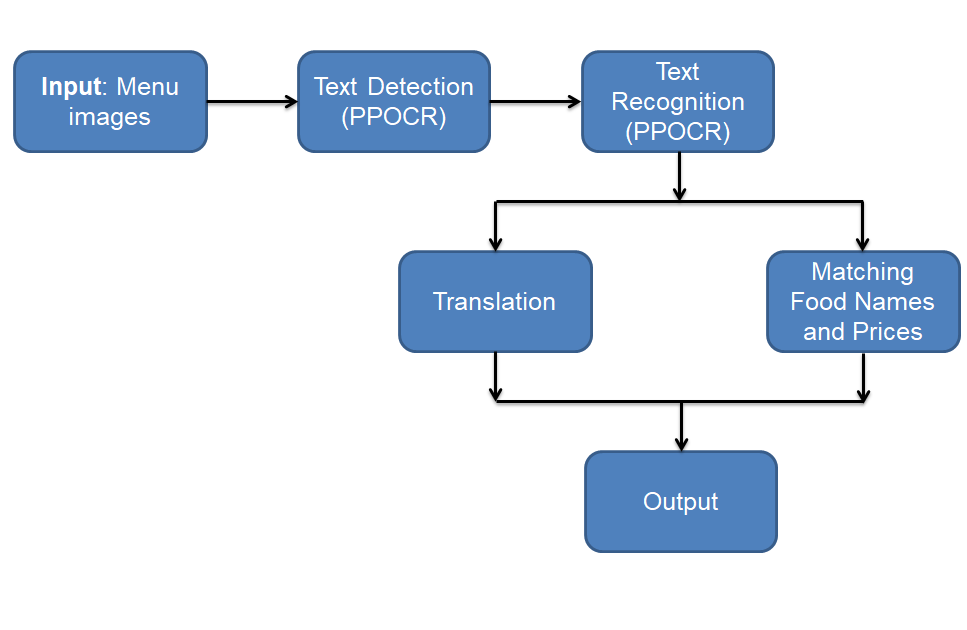 Input: Menu
images
Text Detection
(PPOCR)
Text
Recognition
(PPOCR)
Translation
Matching
Food Names
and Prices
Output